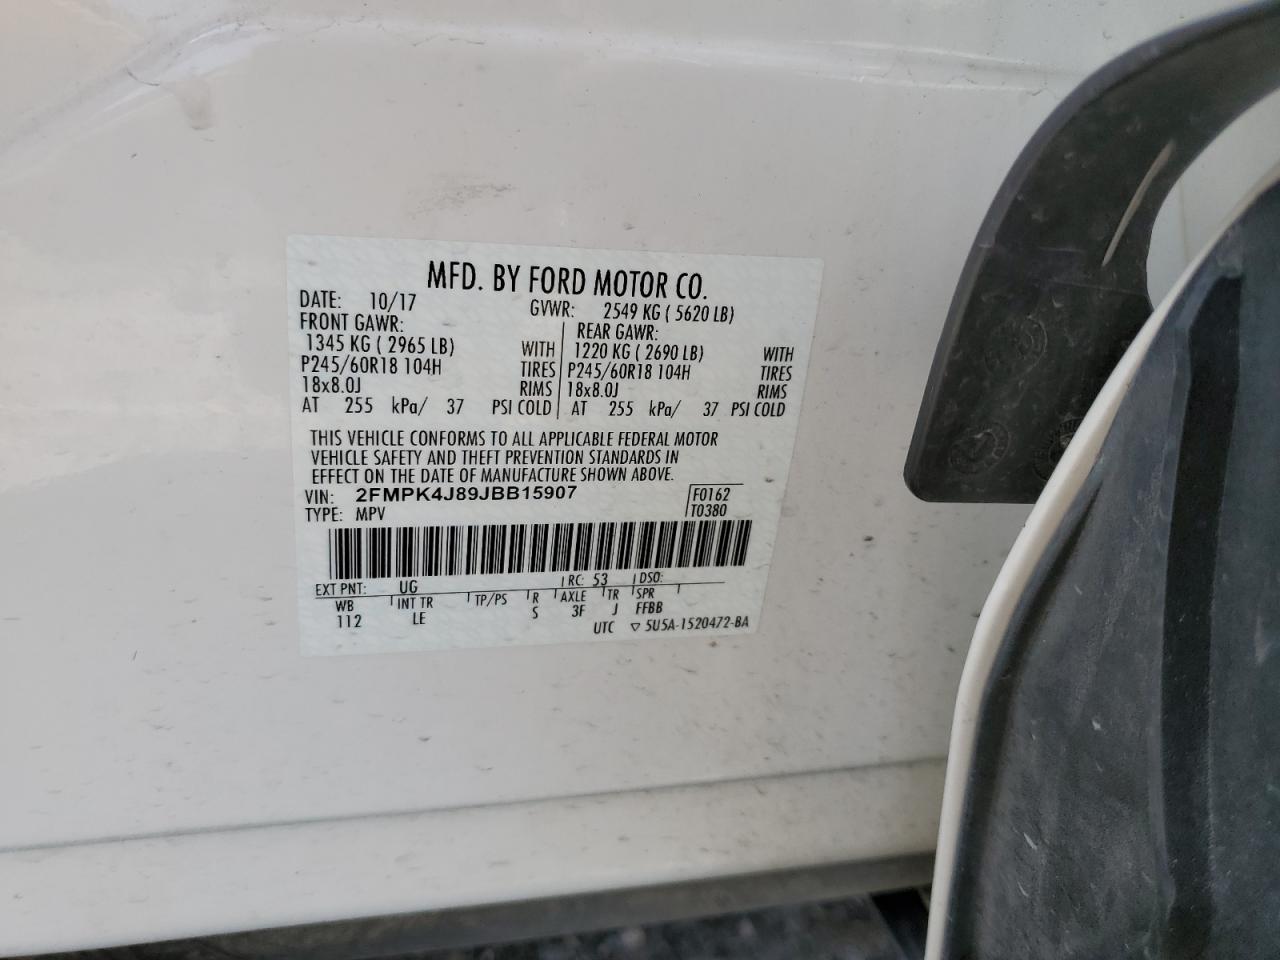 MFD. BY FORD MOTOR CO.
DATE: 10/17 GVWR: 2549 KG ( 5620 LB)
FRONT GAWR: REAR GAWR:
1345 KG ( 2965 LB) WITH 1220 KG ( 2690 LB) WITH
P245/60R18 104H TIRES P245/60R18 104H TIRES
18x8.0J RIMS 18x8.0J RIMS
AT 255 kPa/ 37 PSI COLD AT 255 kPa/ 37 PSI COLD
THIS VEHICLE CONFORMS TO ALL APPLICABLE FEDERAL MOTOR
VEHICLE SAFETY AND THEFT PREVENTION STANDARDS IN
EFFECT ON THE DATE OF MANUFACTURE SHOWN ABOVE.
VIN: 2FMPK4J89JBB15907 F0162
TYPE: MPV T0380
EXT PNT: UG RC: 53 DSO:
WB INT TR TP/PS R AXLE TR SPR
112 LE S 3F J FFBB
UTC ▽ 5U5A-1520472-BA